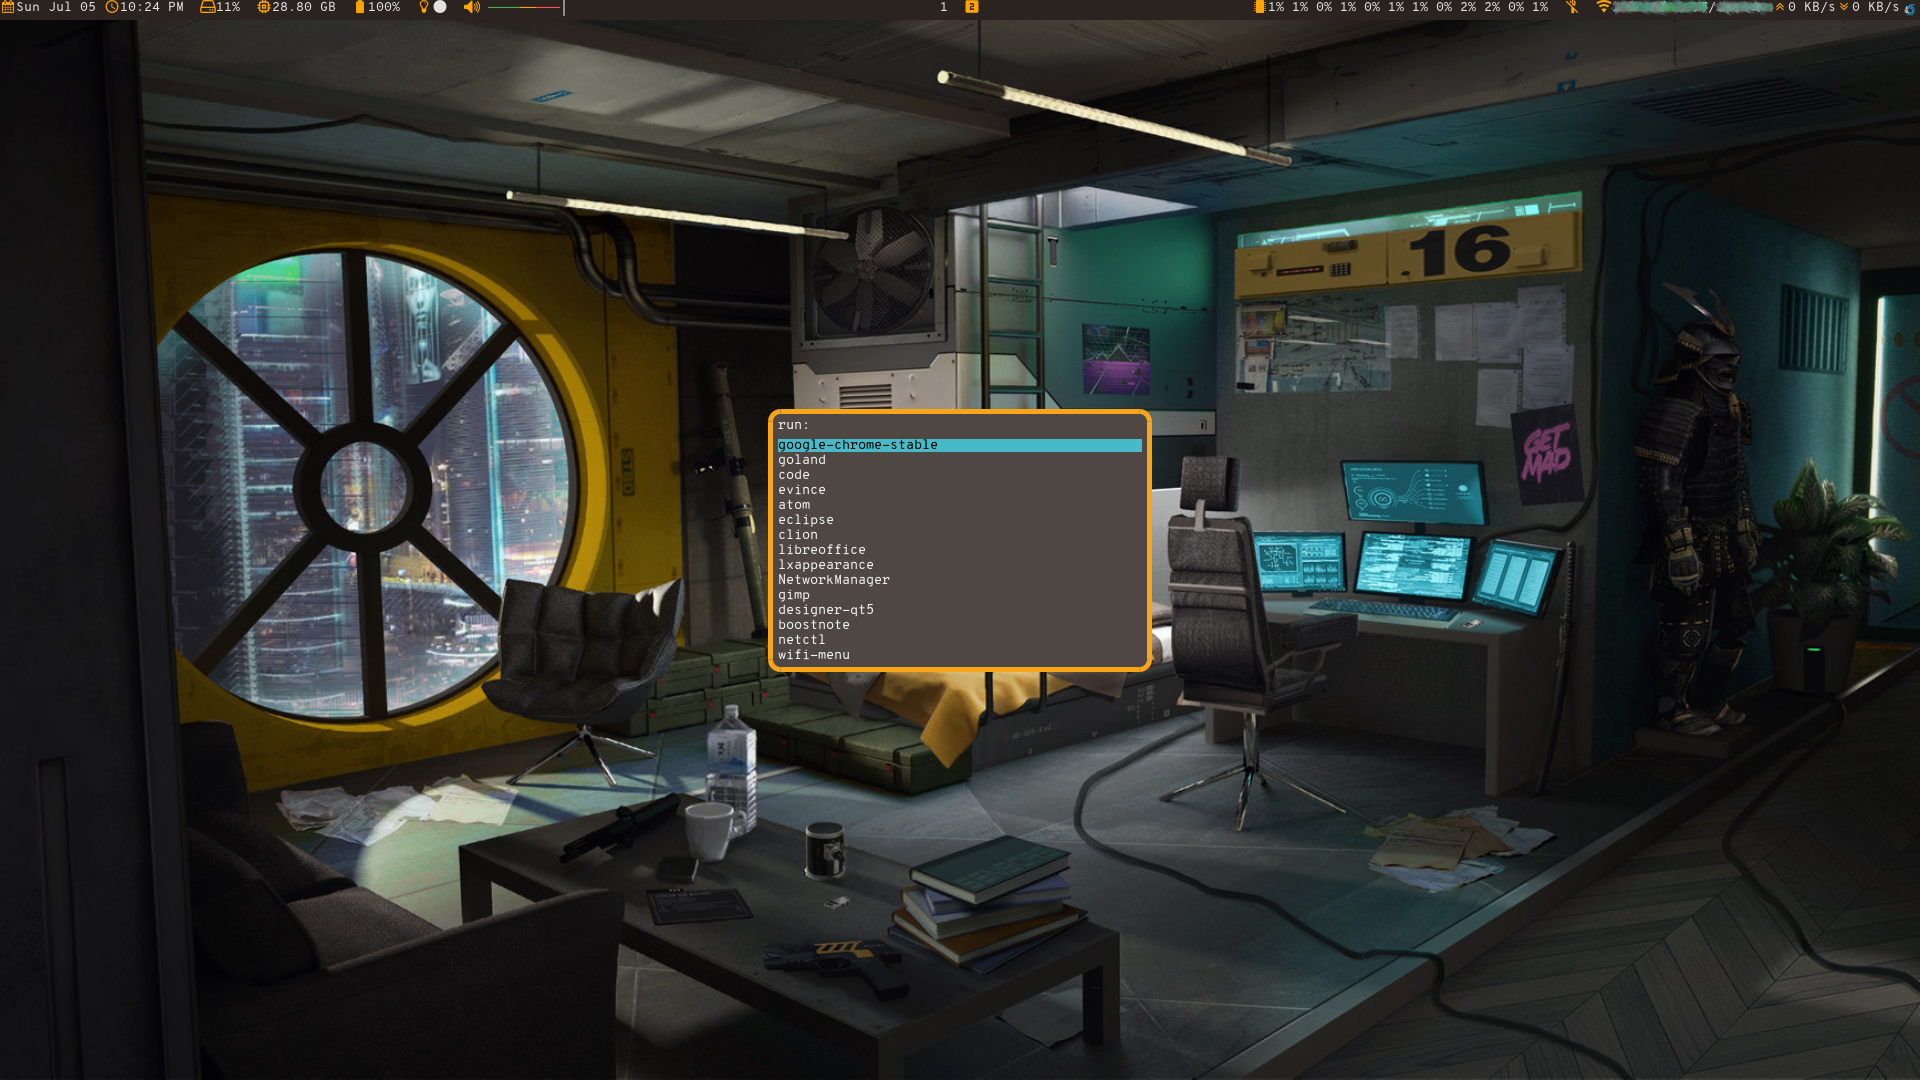 Sun Jul 05 10:24 PM 11% 28.80 GB 100% 1 2 1% 1% 0% 1% 0% 1% 1% 0% 2% 2% 0% 1% / 0 KB/s 0 KB/s
16
GET
MAD
run:
google-chrome-stable
goland
code
evince
atom
eclipse
clion
libreoffice
lxappearance
NetworkManager
gimp
designer-qt5
boostnote
netctl
wifi-menu